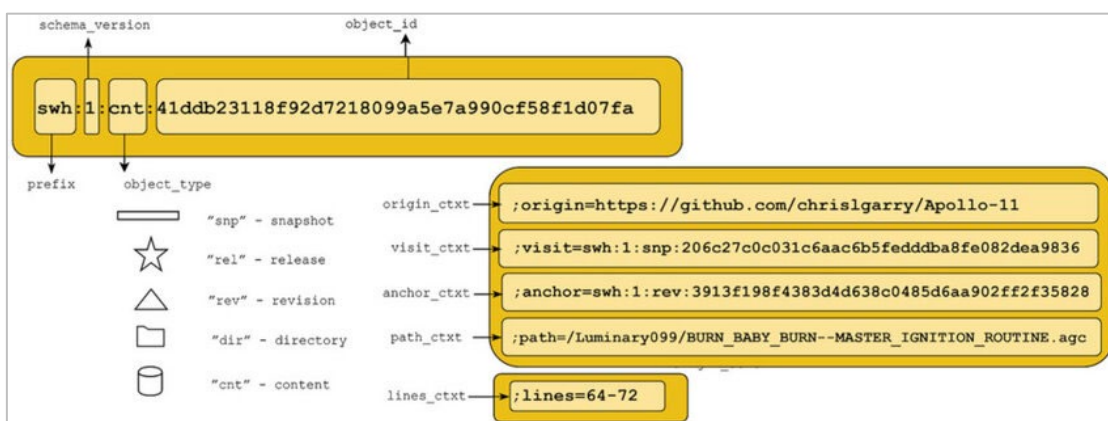 schema_version object_id
swh:1:cnt:41ddb23118f92d7218099a5e7a990cf58f1d07fa
prefix object_type
"snp" - snapshot
"rel" - release
"rev" - revision
"dir" - directory
"cnt" - content
origin_ctxt ;origin=https://github.com/chrislgarry/Apollo-11
visit_ctxt ;visit=swh:1:snp:206c27c0c031c6aac6b5fedddba8fe082dea9836
anchor_ctxt ;anchor=swh:1:rev:3913f198f4383d4d638c0485d6aa902ff2f35828
path_ctxt ;path=/Luminary099/BURN_BABY_BURN--MASTER_IGNITION_ROUTINE.agc
lines_ctxt ;lines=64-72